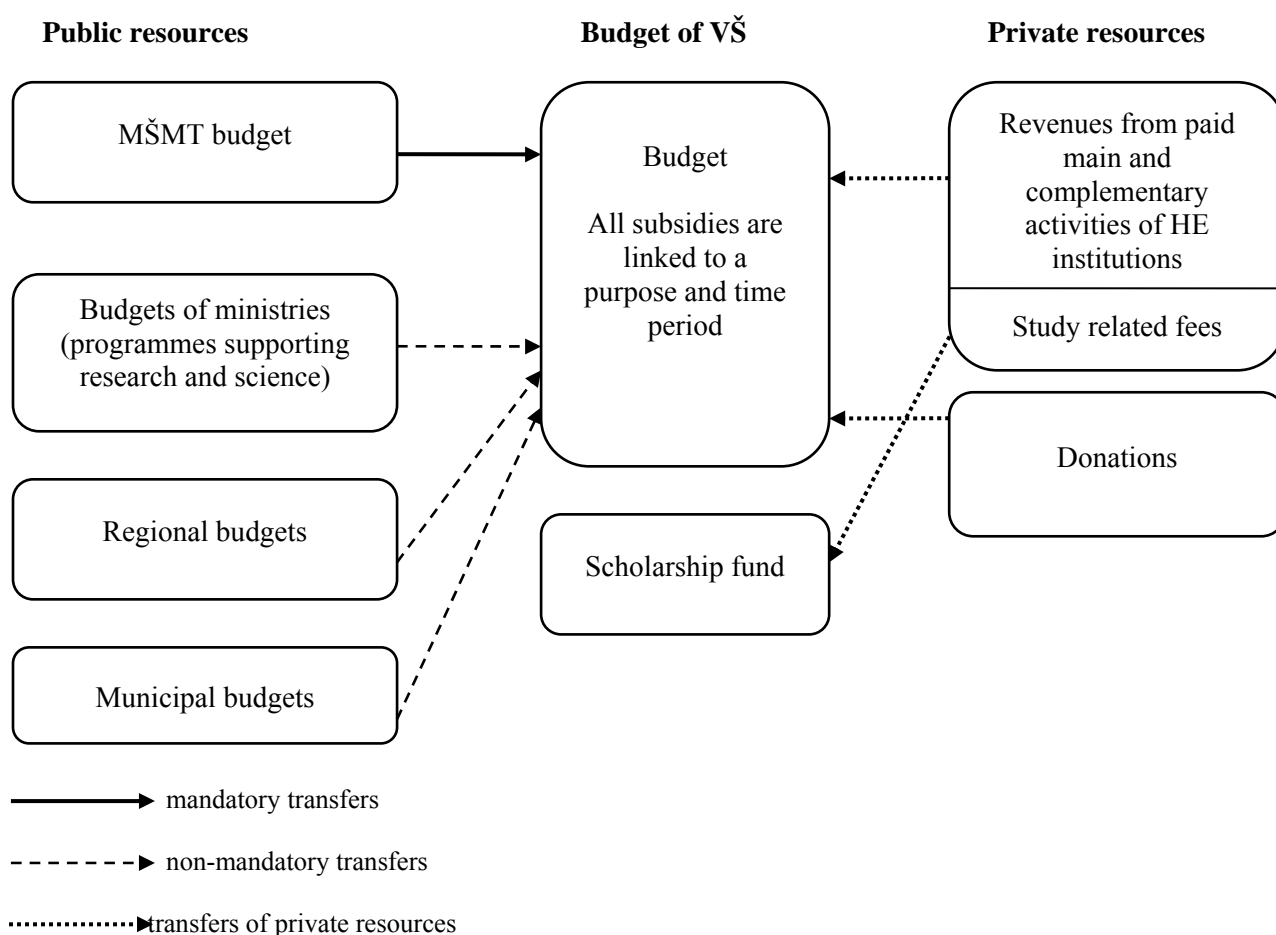 Public resources
Budget of VŠ
Private resources
MŠMT budget
Budgets of ministries
(programmes supporting
research and science)
Regional budgets
Municipal budgets
Budget
All subsidies are
linked to a
purpose and time
period
Scholarship fund
Revenues from paid
main and
complementary
activities of HE
institutions
Study related fees
Donations
mandatory transfers
non-mandatory transfers
transfers of private resources